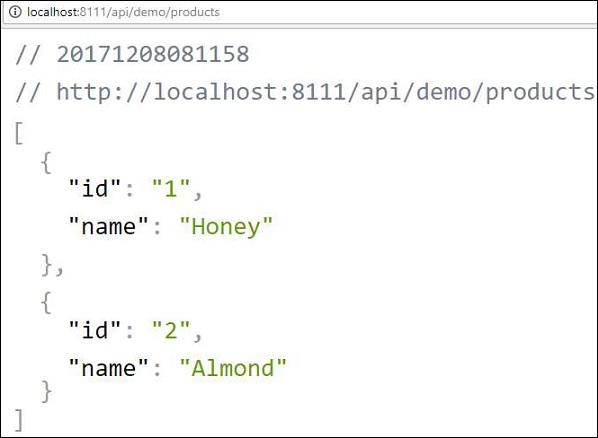 localhost:8111/api/demo/products
// 20171208081158
// http://localhost:8111/api/demo/products
[
{
"id": "1",
"name": "Honey"
},
{
"id": "2",
"name": "Almond"
}
]